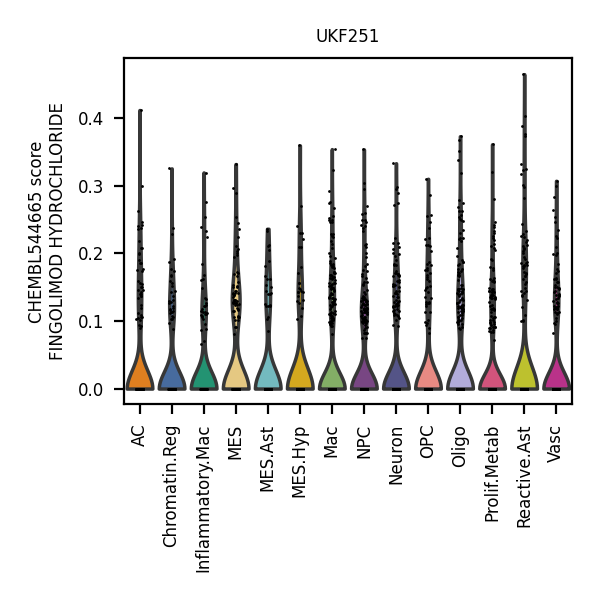 UKF251
CHEMBL544665 score
FINGOLIMOD HYDROCHLORIDE
0.4
0.3
0.2
0.1
0.0
AC
Chromatin.Reg
Inflammatory.Mac
MES
MES.Ast
MES.Hyp
Mac
NPC
Neuron
OPC
Oligo
Prolif.Metab
Reactive.Ast
Vasc